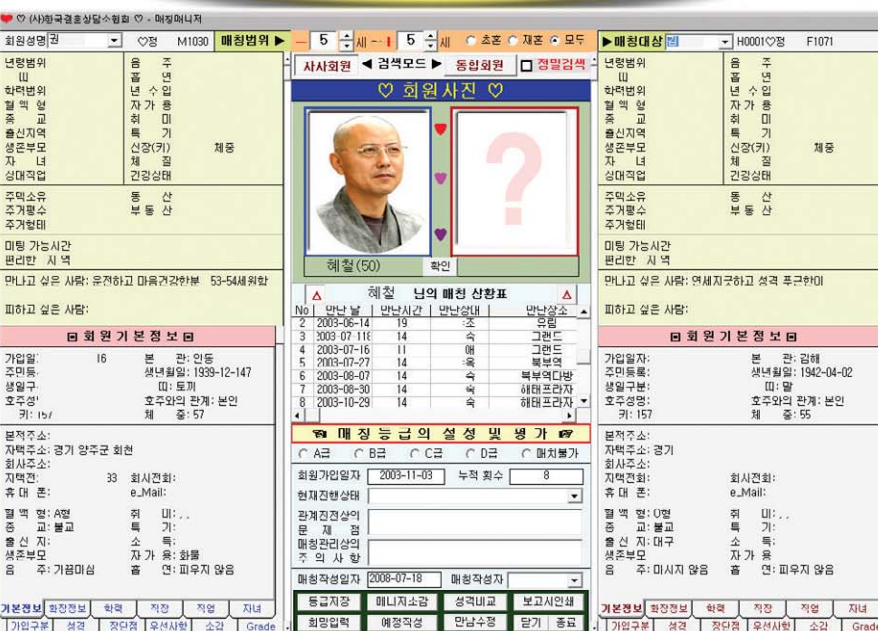 ♡ (사)한국결혼상담소협회 ♡ - 매칭매니저
회원성명 권 ♡정 M1030 매칭범위 ▶ 5 세 5 세 초혼 재혼 모두 ▶매칭대상 김 H0001♡정 F1071
자사회원 ◀ 검색모드 ▶ 통합회원 정밀검색
♡ 회원사진 ♡
?
혜철(50) 확인
혜철 님의 매칭 상황표
No 만난 날 만난시간 만난상대 만난장소
2 2003-06-14 19 :조 유림
3 14 숙 그랜드
4 2003-07-16 11 애 그랜드
5 2003-07-27 14 :옥 북부역
6 2003-08-07 14 숙 북부역다방
7 2003-08-30 14 숙 해태프라자
8 2003-10-29 14 숙 해태프라자
매 칭 등 급 의 설 정 및 평 가
A급 B급 C급 D급 매치불가
회원가입일자 2003-11-03 누적 횟수 8
현재진행상태
관계진전상의
문 제 점
매칭관리상의
주 의 사 항
매칭작성일자 2008-07-18 매칭작성자
등급지장 매니지소감 성격비교 보고서인쇄
희망입력 예정작성 만남수정 닫기 종료
년령범위 음 주
띠 흡 연
학력범위 년 수 입
혈 액 형 자 가 용
종 교 취 미
출신지역 특 기
생존부모 신장(키) 체중
자 녀 체 질
상대직업 건강상태
주택소유 동 산
주거평수 부 동 산
주거형태
미팅 가능시간
편리한 지 역
만나고 싶은 사람: 운전하고 마음건강한분 53-54세원함
피하고 싶은 사람:
회 원 기 본 정 보
가입일: 16 본 관: 인동
주민등: 생년월일: 1939-12-147
생일구 띠: 토끼
호주성 호주와의 관계: 본인
키: 157 체 중: 57
본적주소:
자택주소: 경기 양주군 회천
회사주소:
자택전: 33 회사전화:
휴 대 폰: e_Mail:
혈 액 형: A형 취 미: , ,
종 교: 불교 특 기:
출 신 지: 소 득:
생존부모 자 가 용: 화물
음 주: 가끔마심 흡 연: 피우지 않음
기본정보 화장정보 학력 직장 직업 자녀
가입구분 성격 장단점 우선사항 소감 Grade
년령범위 음 주
띠 흡 연
학력범위 년 수 입
혈 액 형 자 가 용
종 교 취 미
출신지역 특 기
생존부모 신장(키) 체중
자 녀 체 질
상대직업 건강상태
주택소유 동 산
주거평수 부 동 산
주거형태
미팅 가능시간
편리한 지 역
만나고 싶은 사람: 연세지긋하고 성격 푸근한이
피하고 싶은 사람:
회 원 기 본 정 보
가입일자: 본 관: 김해
주민등록: 생년월일: 1942-04-02
생일구분: 띠: 말
호주성명: 호주와의 관계: 본인
키: 157 체 중: 55
본적주소:
자택주소: 경기
회사주소:
자택전화: 회사전화:
휴 대 폰: e_Mail:
혈 액 형: O형 취 미: , ,
종 교: 불교 특 기:
출 신 지: 대구 소 득:
생존부모 자 가 용
음 주: 마시지 않음 흡 연: 피우지 않음
기본정보 화장정보 학력 직장 직업 자녀
가입구분 성격 장단점 우선사항 소감 Grade